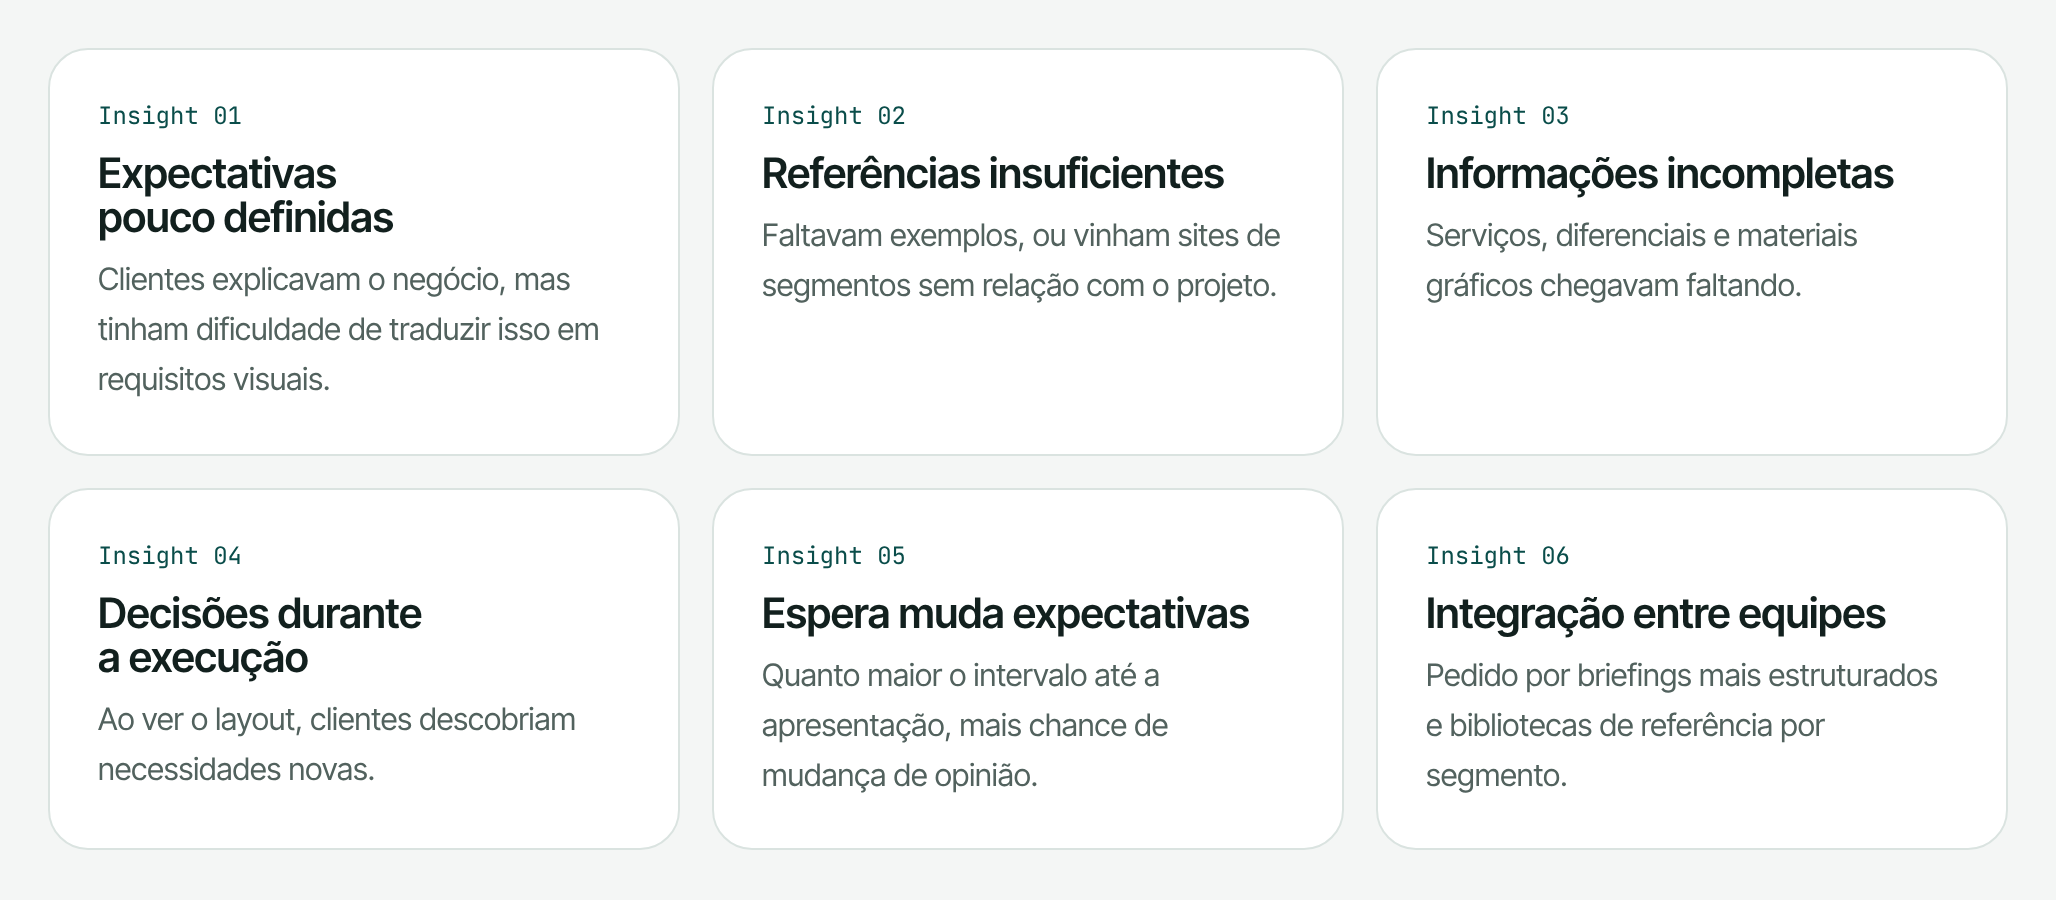 Insight 01
Expectativas
pouco definidas
Clientes explicavam o negócio, mas
tinham dificuldade de traduzir isso em
requisitos visuais.
Insight 02
Referências insuficientes
Faltavam exemplos, ou vinham sites de
segmentos sem relação com o projeto.
Insight 03
Informações incompletas
Serviços, diferenciais e materiais
gráficos chegavam faltando.
Insight 04
Decisões durante
a execução
Ao ver o layout, clientes descobriam
necessidades novas.
Insight 05
Espera muda expectativas
Quanto maior o intervalo até a
apresentação, mais chance de
mudança de opinião.
Insight 06
Integração entre equipes
Pedido por briefings mais estruturados
e bibliotecas de referência por
segmento.